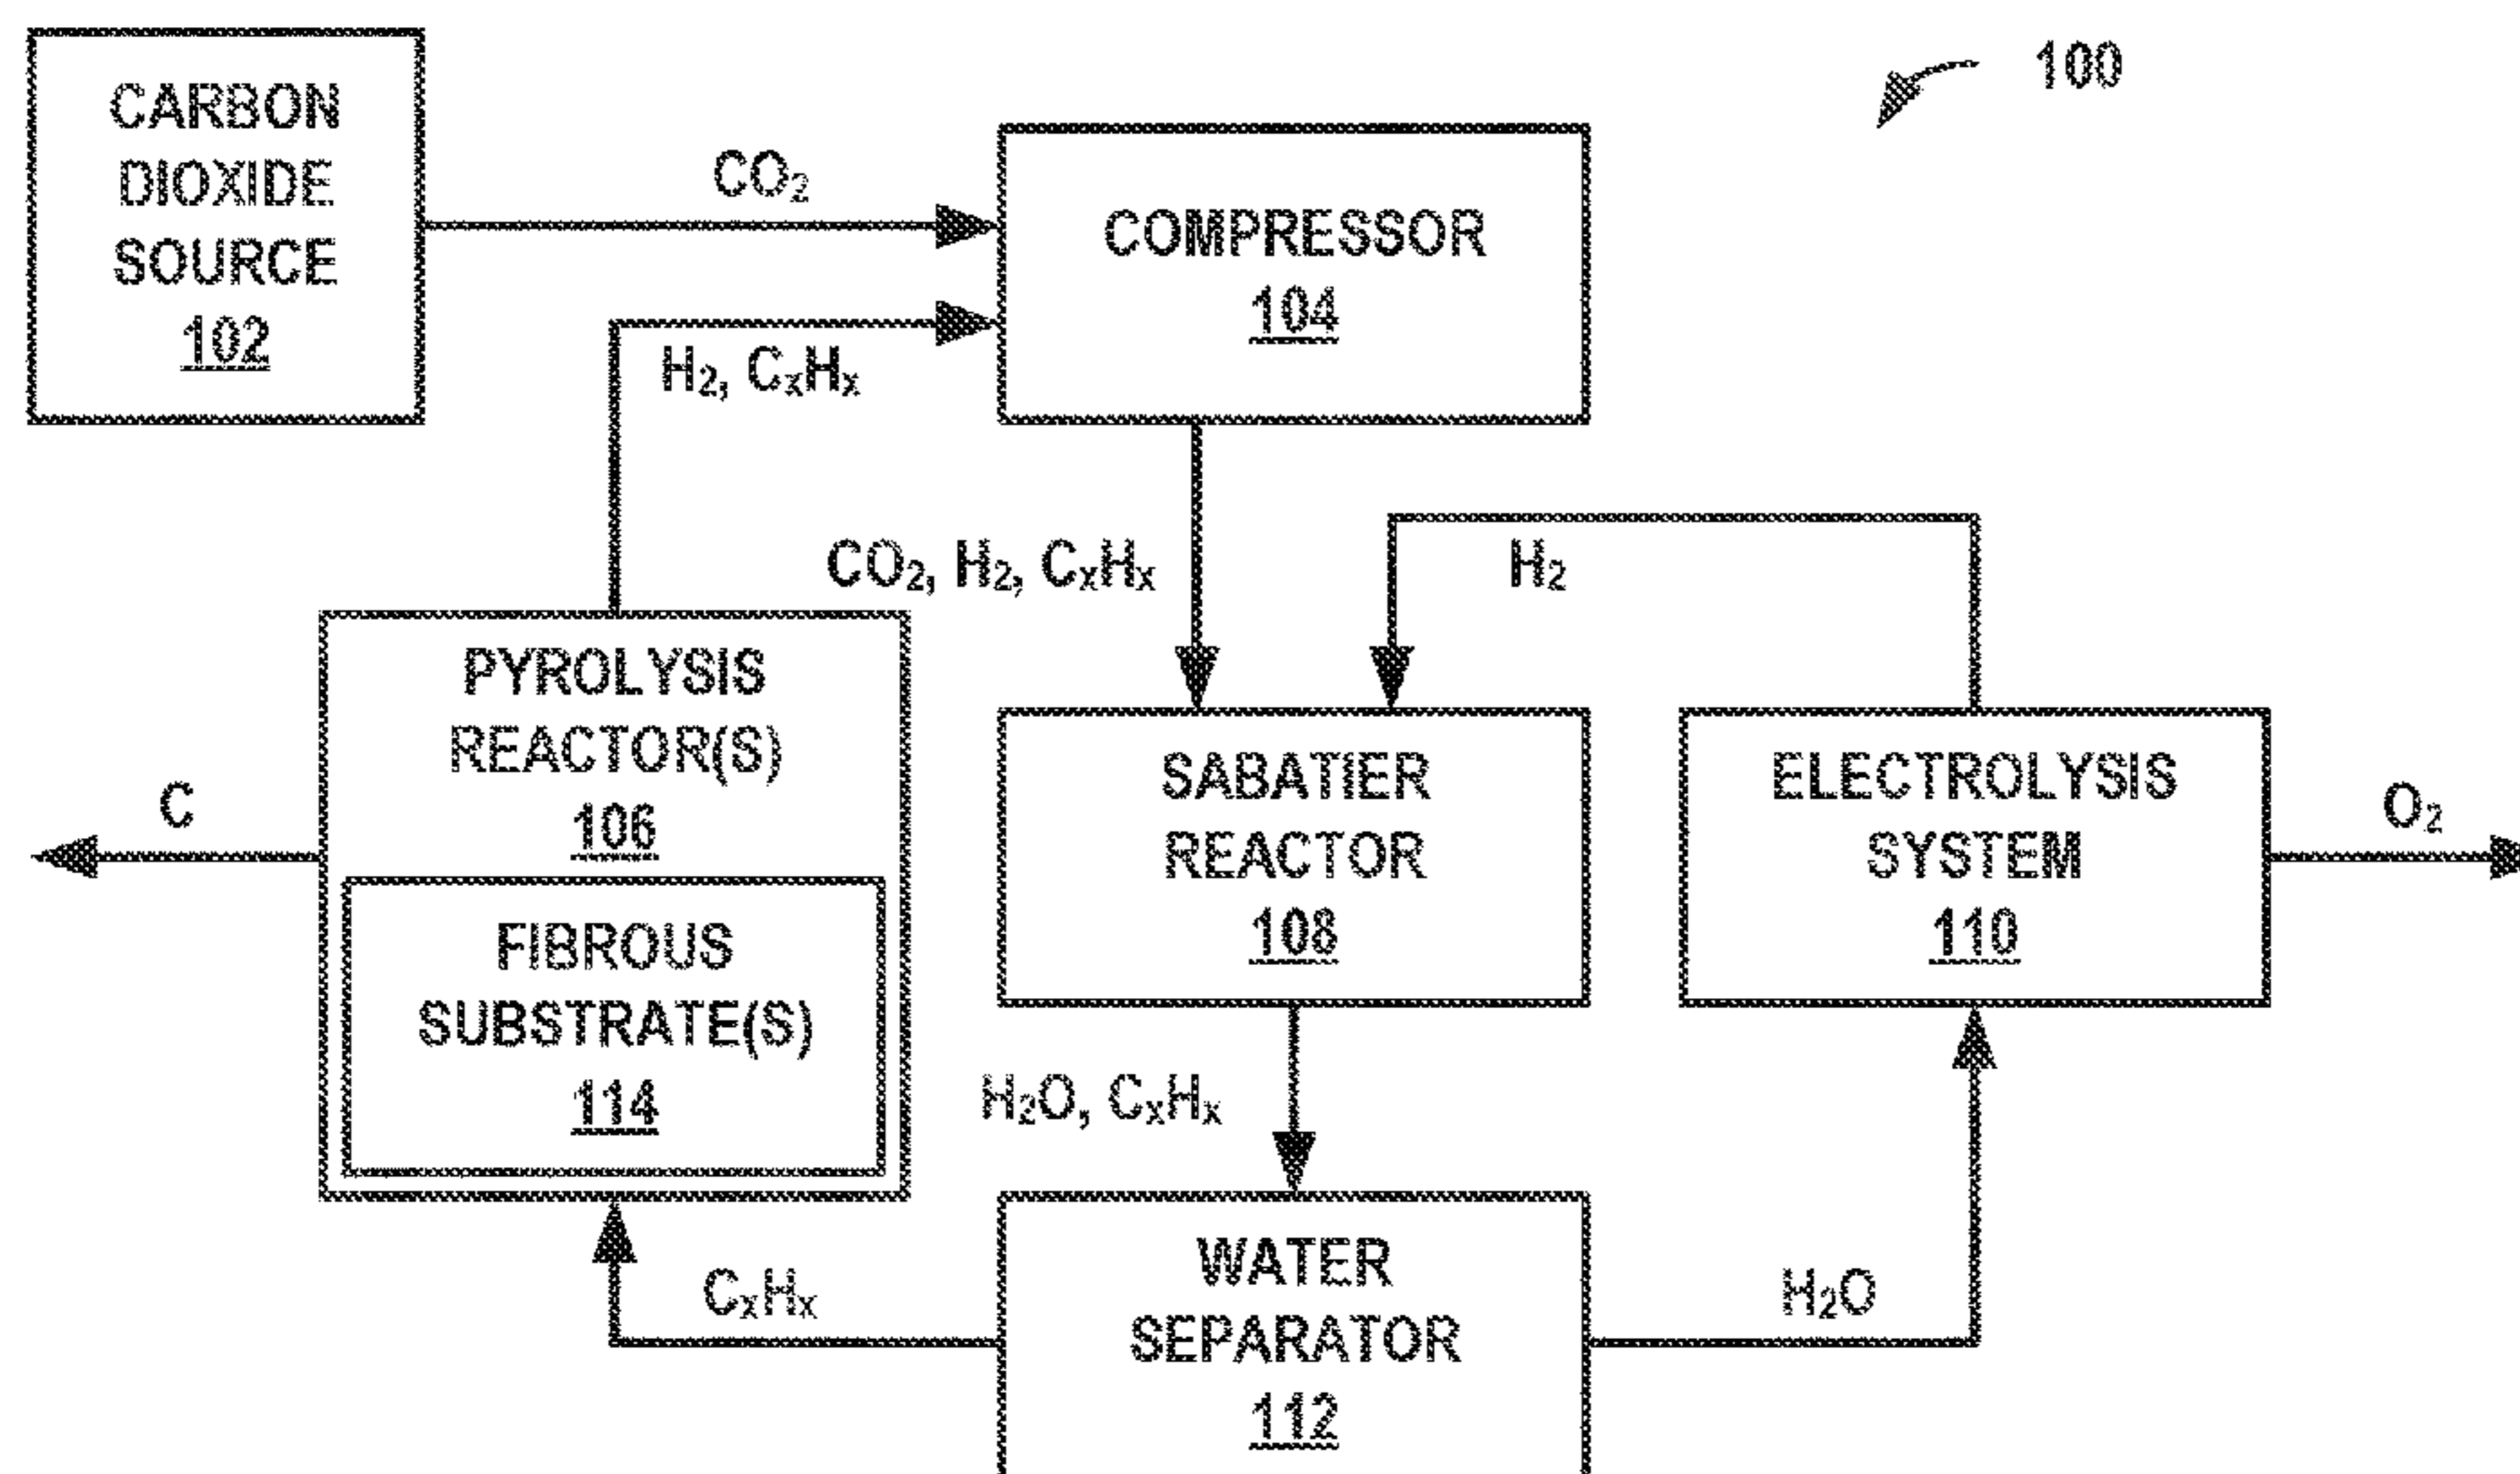 100
CARBON
DIOXIDE
SOURCE
102
CO₂
COMPRESSOR
104
H₂, CₓHₓ
CO₂, H₂, CₓHₓ
H₂
PYROLYSIS
REACTOR(S)
106
C
FIBROUS
SUBSTRATE(S)
114
SABATIER
REACTOR
108
ELECTROLYSIS
SYSTEM
110
O₂
H₂O, CₓHₓ
CₓHₓ
WATER
SEPARATOR
112
H₂O